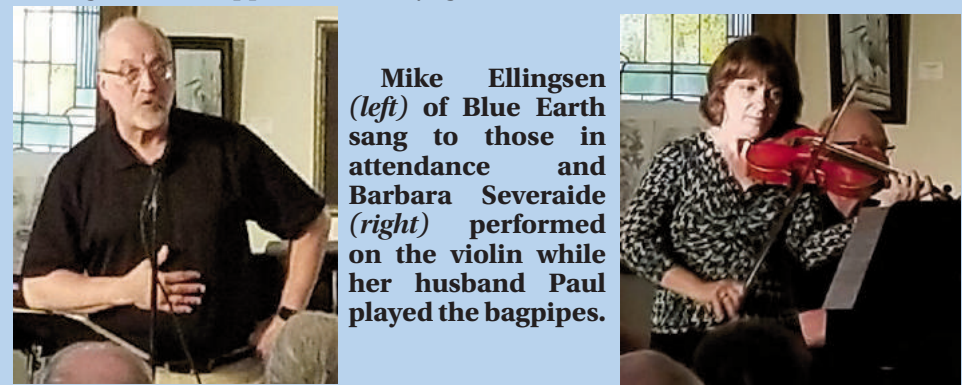 Mike Ellingsen
(left) of Blue Earth
sang to those in
attendance and
Barbara Severaide
(right) performed
on the violin while
her husband Paul
played the bagpipes.